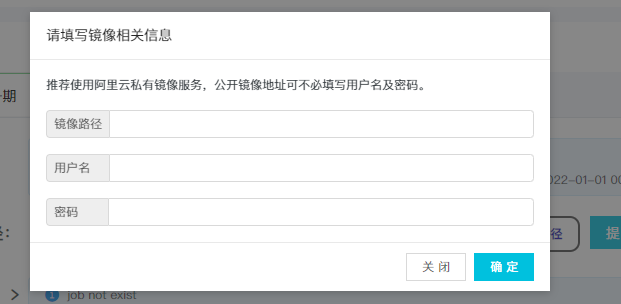 请填写镜像相关信息
推荐使用阿里云私有镜像服务，公开镜像地址可不必填写用户名及密码。
期
镜像路径
用户名
密码
022-01-01 00
径：
径
提
关 闭
确 定
job not exist